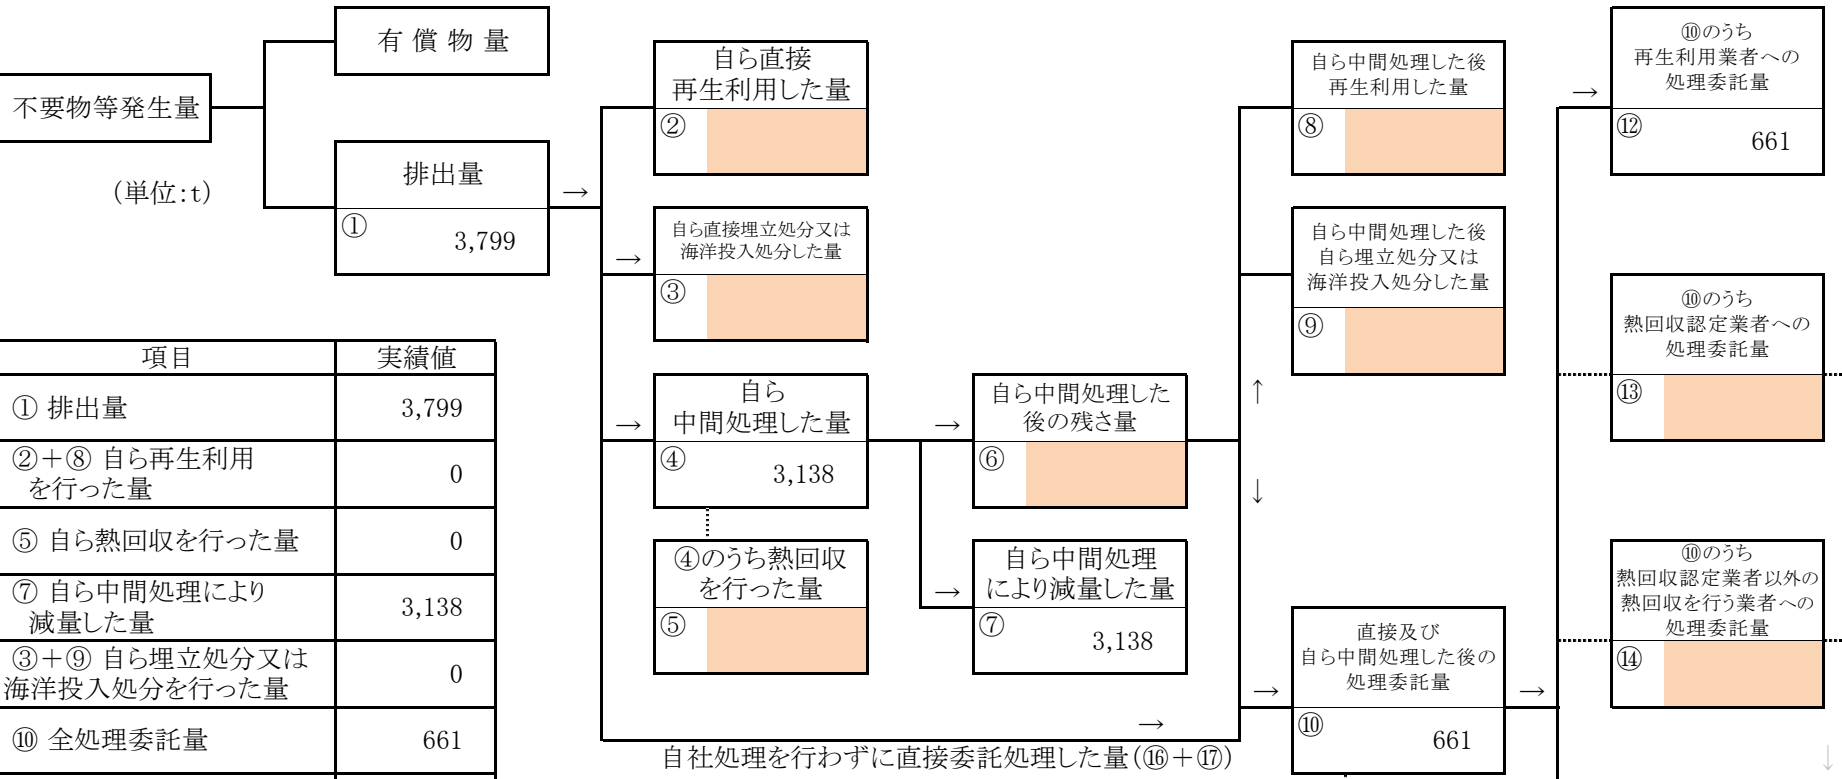 不要物等発生量
(単位:t)
有償物量
排出量
① 3,799
→
自ら直接
再生利用した量
②
→
自ら直接埋立処分又は
海洋投入処分した量
③
→
自ら
中間処理した量
④ 3,138
④のうち熱回収
を行った量
⑤
→
自ら中間処理した
後の残さ量
⑥
→
自ら中間処理
により減量した量
⑦ 3,138
→
自社処理を行わずに直接委託処理した量(⑯+⑰)
↑
↓
自ら中間処理した後
再生利用した量
⑧
自ら中間処理した後
自ら埋立処分又は
海洋投入処分した量
⑨
→
直接及び
自ら中間処理した後の
処理委託量
⑩ 661
→
→
⑩のうち
再生利用業者への
処理委託量
⑫ 661
⑩のうち
熱回収認定業者への
処理委託量
⑬
⑩のうち
熱回収認定業者以外の
熱回収を行う業者への
処理委託量
⑭
↓
項目 実績値
① 排出量 3,799
②+⑧ 自ら再生利用
を行った量 0
⑤ 自ら熱回収を行った量 0
⑦ 自ら中間処理により
減量した量 3,138
③+⑨ 自ら埋立処分又は
海洋投入処分を行った量 0
⑩ 全処理委託量 661